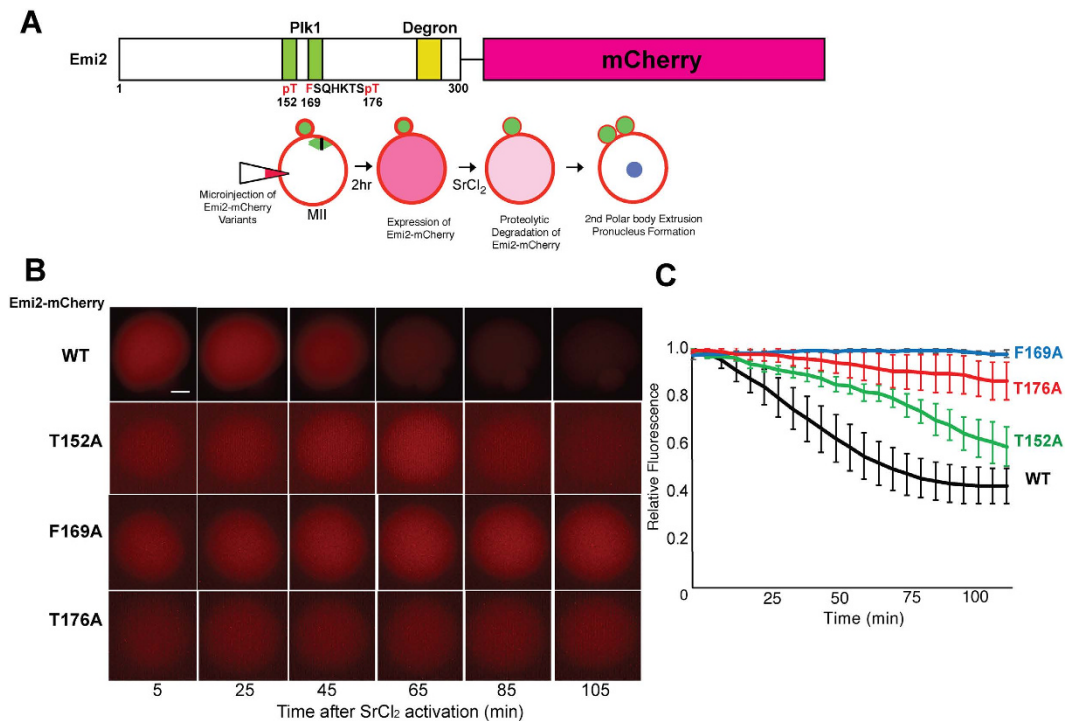 A
Plk1
Degron
Emi2
mCherry
1
300
pT FSQHKTSpT
152 169 176
2hr
SrCl2
Microinjection of
Emi2-mCherry
Variants
MII
Expression of
Emi2-mCherry
Proteolytic
Degradation of
Emi2-mCherry
2nd Polar body Extrusion
Pronucleus Formation
B
Emi2-mCherry
WT
T152A
F169A
T176A
5 25 45 65 85 105
Time after SrCl2 activation (min)
C
1.0
0.8
0.6
0.4
0.2
0 25 50 75 100
Relative Fluorescence
Time (min)
F169A
T176A
T152A
WT